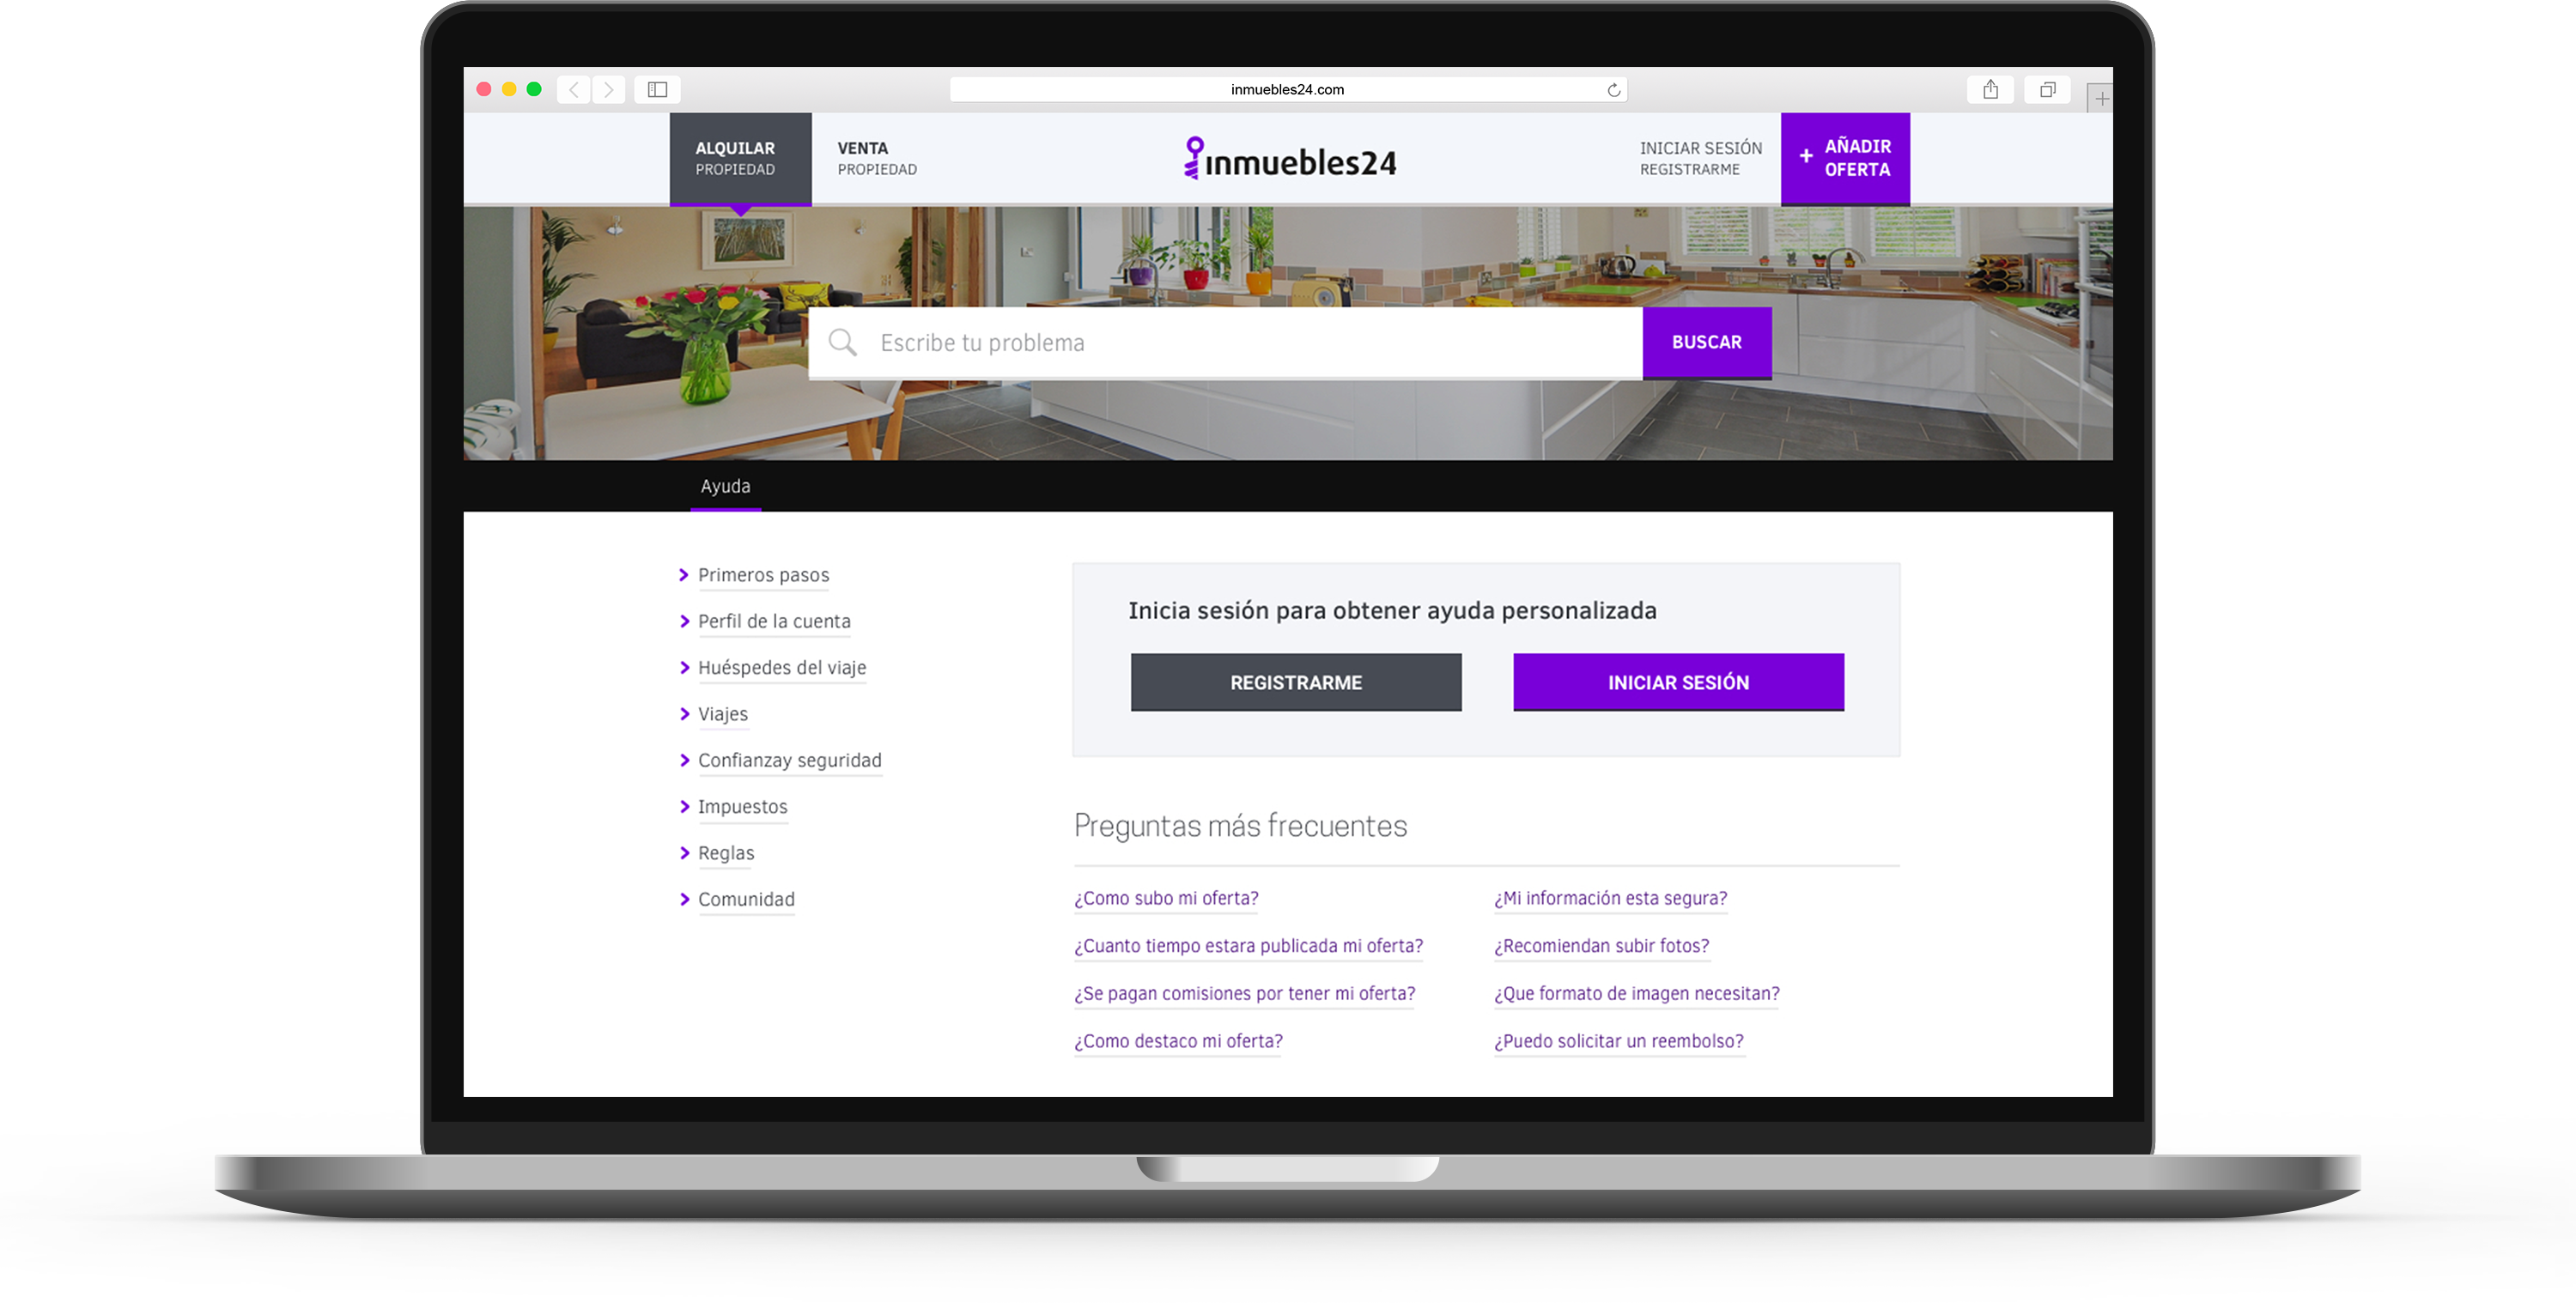 inmuebles24.com
ALQUILAR
PROPIEDAD
VENTA
PROPIEDAD
inmuebles24
INICIAR SESIÓN
REGISTRARME
+ AÑADIR
OFERTA
Escribe tu problema
BUSCAR
Ayuda
Primeros pasos
Perfil de la cuenta
Huéspedes del viaje
Viajes
Confianzay seguridad
Impuestos
Reglas
Comunidad
Inicia sesión para obtener ayuda personalizada
REGISTRARME
INICIAR SESIÓN
Preguntas más frecuentes
¿Como subo mi oferta?
¿Cuanto tiempo estara publicada mi oferta?
¿Se pagan comisiones por tener mi oferta?
¿Como destaco mi oferta?
¿Mi información esta segura?
¿Recomiendan subir fotos?
¿Que formato de imagen necesitan?
¿Puedo solicitar un reembolso?